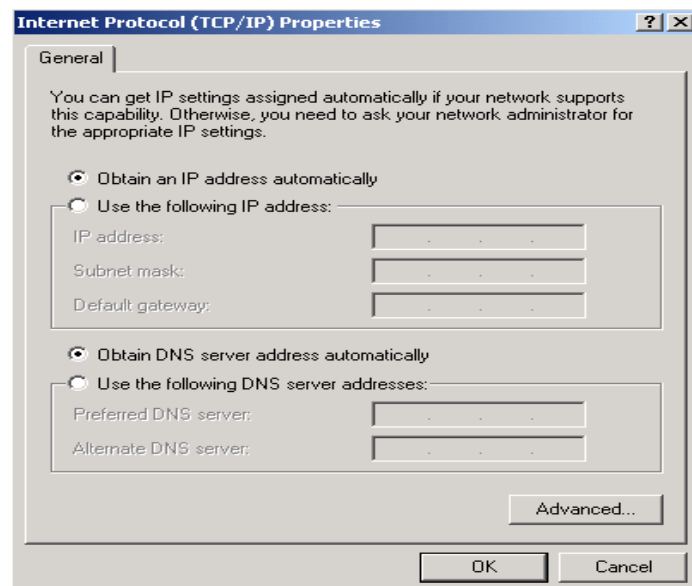 Internet Protocol (TCP/IP) Properties
General
You can get IP settings assigned automatically if your network supports
this capability. Otherwise, you need to ask your network administrator for
the appropriate IP settings.
Obtain an IP address automatically
Use the following IP address:
IP address:
Subnet mask:
Default gateway:
Obtain DNS server address automatically
Use the following DNS server addresses:
Preferred DNS server:
Alternate DNS server:
Advanced...
OK Cancel